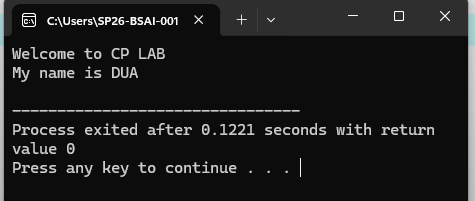 C:\Users\SP26-BSAI-001
Welcome to CP LAB
My name is DUA
--------------------------------
Process exited after 0.1221 seconds with return
value 0
Press any key to continue . . .